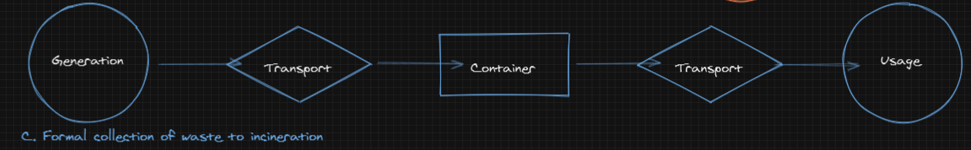 Generation
Transport
Container
Transport
Usage
C. Formal collection of waste to incineration